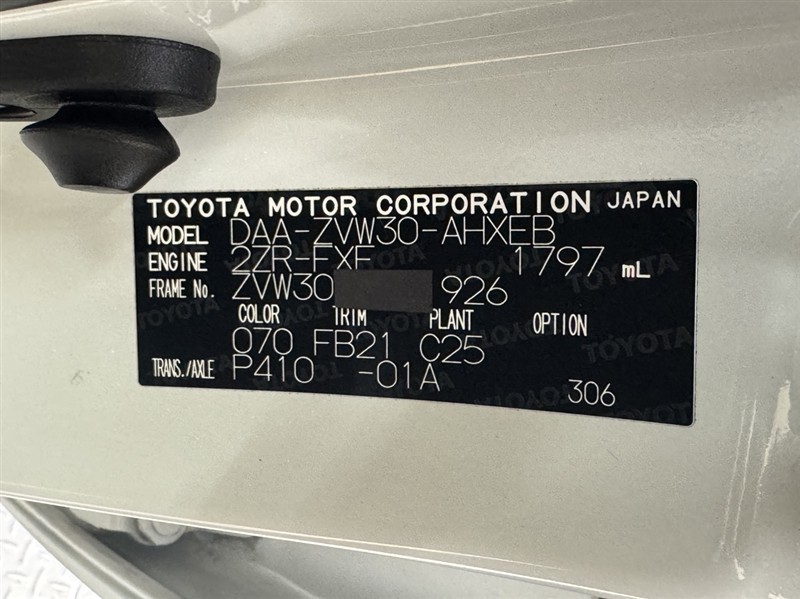 TOYOTA MOTOR CORPORATION JAPAN
MODEL DAA-ZVW30-AHXEB
ENGINE 2ZR-FXE 1797 mL
FRAME No. ZVW30 926
COLOR TRIM PLANT OPTION
070 FB21 C25
TRANS./AXLE P410 -01A
306